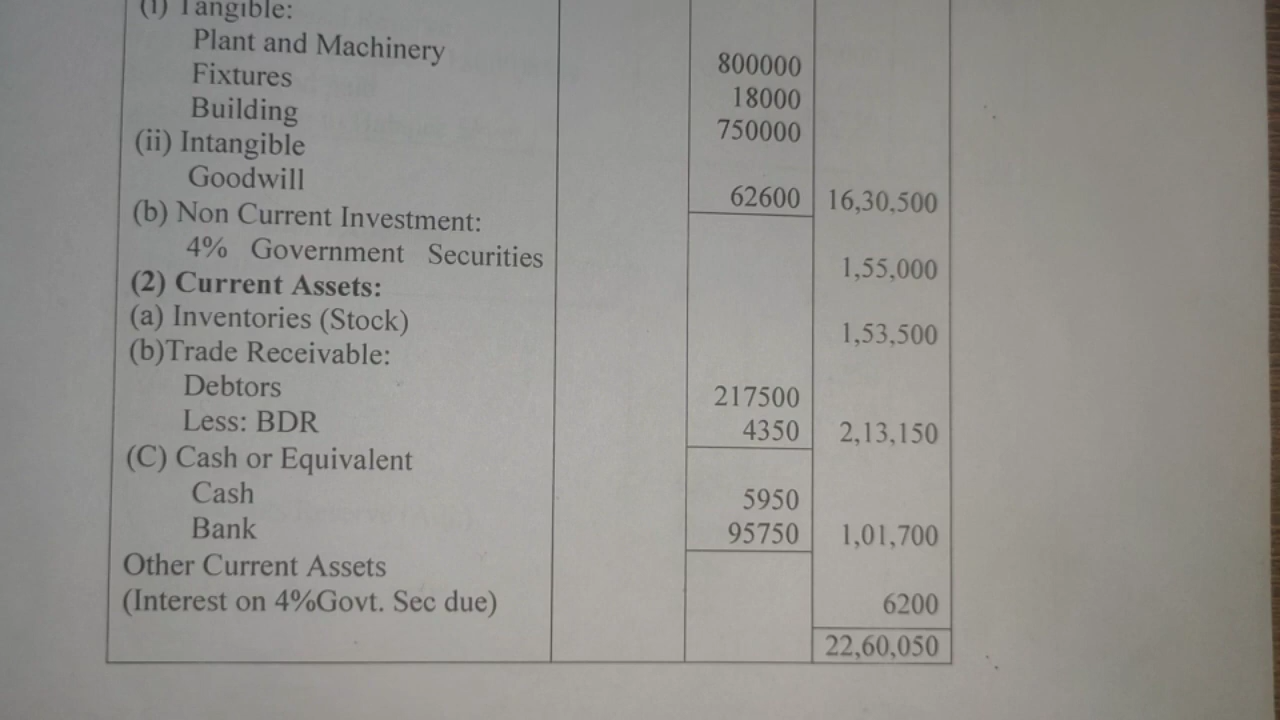 (i) Tangible:
Plant and Machinery 800000
Fixtures 18000
Building 750000
(ii) Intangible
Goodwill 62600 16,30,500
(b) Non Current Investment:
4% Government Securities 1,55,000
(2) Current Assets:
(a) Inventories (Stock) 1,53,500
(b)Trade Receivable:
Debtors 217500
Less: BDR 4350 2,13,150
(C) Cash or Equivalent
Cash 5950
Bank 95750 1,01,700
Other Current Assets
(Interest on 4%Govt. Sec due) 6200
22,60,050